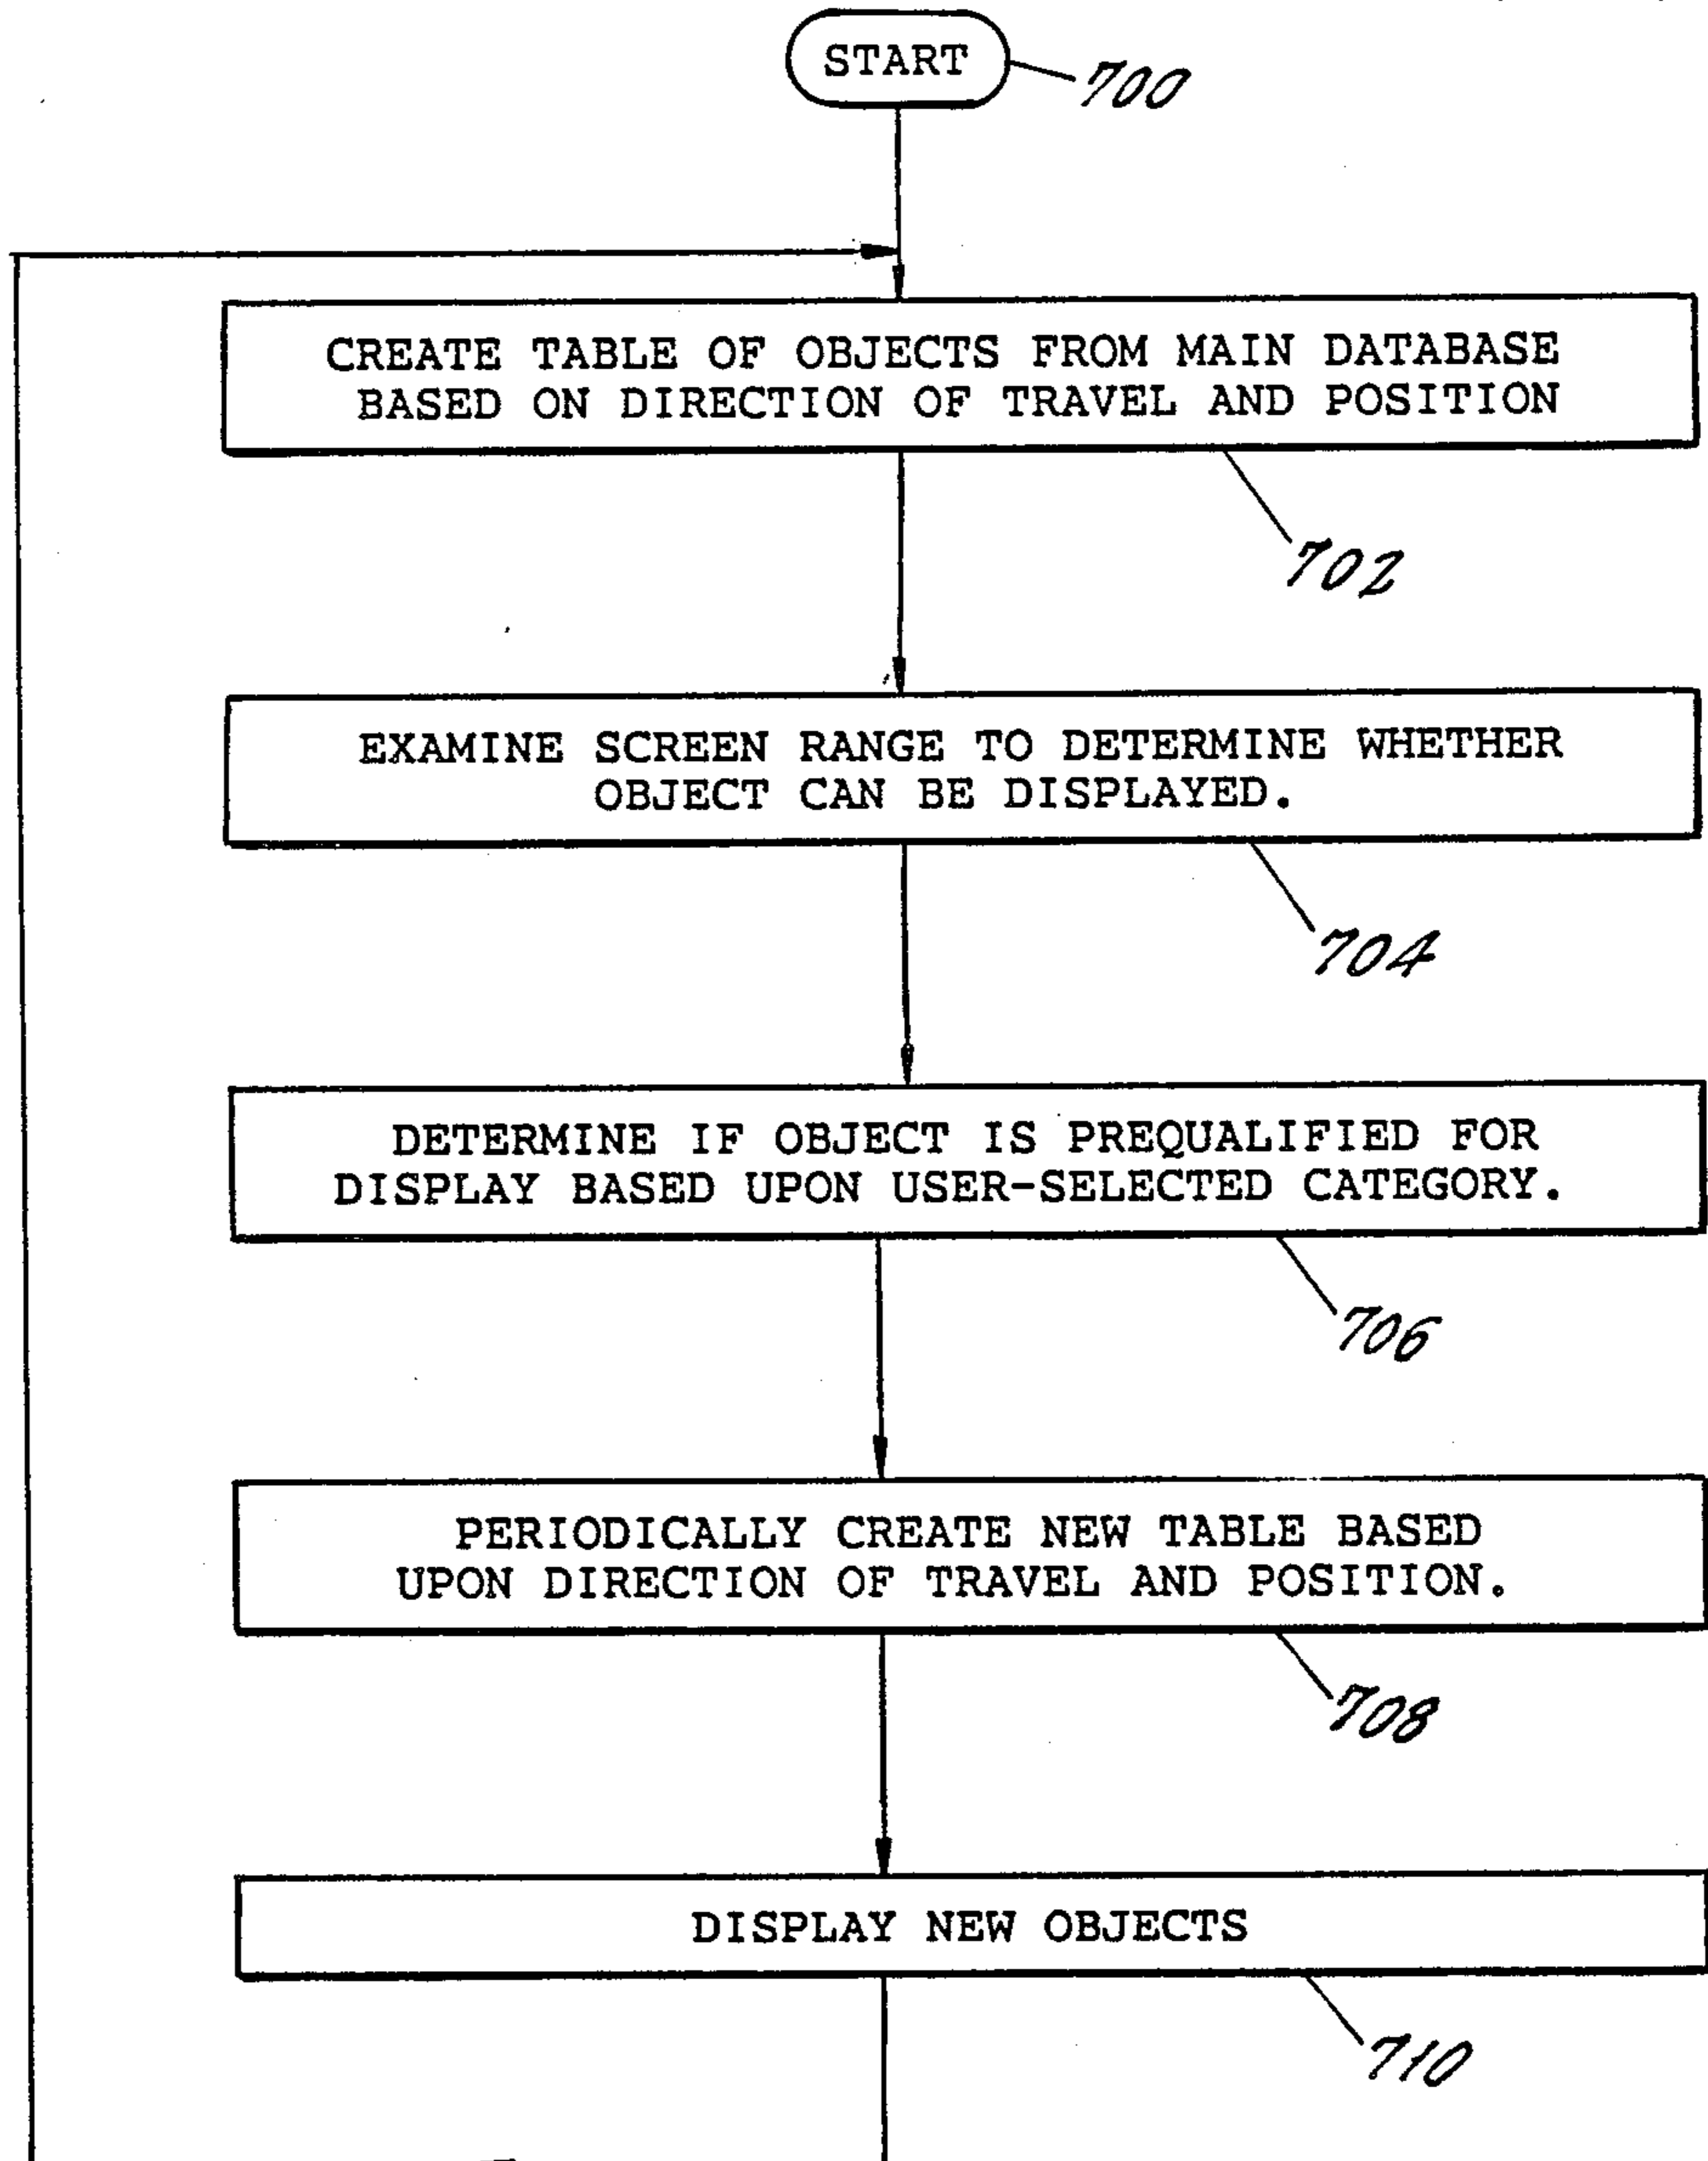 START
700
CREATE TABLE OF OBJECTS FROM MAIN DATABASE
BASED ON DIRECTION OF TRAVEL AND POSITION
702
EXAMINE SCREEN RANGE TO DETERMINE WHETHER
OBJECT CAN BE DISPLAYED.
704
DETERMINE IF OBJECT IS PREQUALIFIED FOR
DISPLAY BASED UPON USER-SELECTED CATEGORY.
706
PERIODICALLY CREATE NEW TABLE BASED
UPON DIRECTION OF TRAVEL AND POSITION.
708
DISPLAY NEW OBJECTS
710